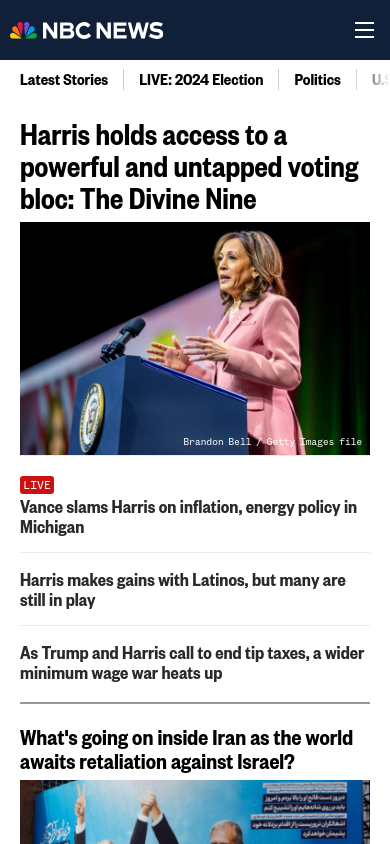 NBC NEWS
Latest Stories
LIVE: 2024 Election
Politics
Harris holds access to a
powerful and untapped voting
bloc: The Divine Nine
Brandon Bell / Getty Images file
LIVE
Vance slams Harris on inflation, energy policy in
Michigan
Harris makes gains with Latinos, but many are
still in play
As Trump and Harris call to end tip taxes, a wider
minimum wage war heats up
What's going on inside Iran as the world
awaits retaliation against Israel?